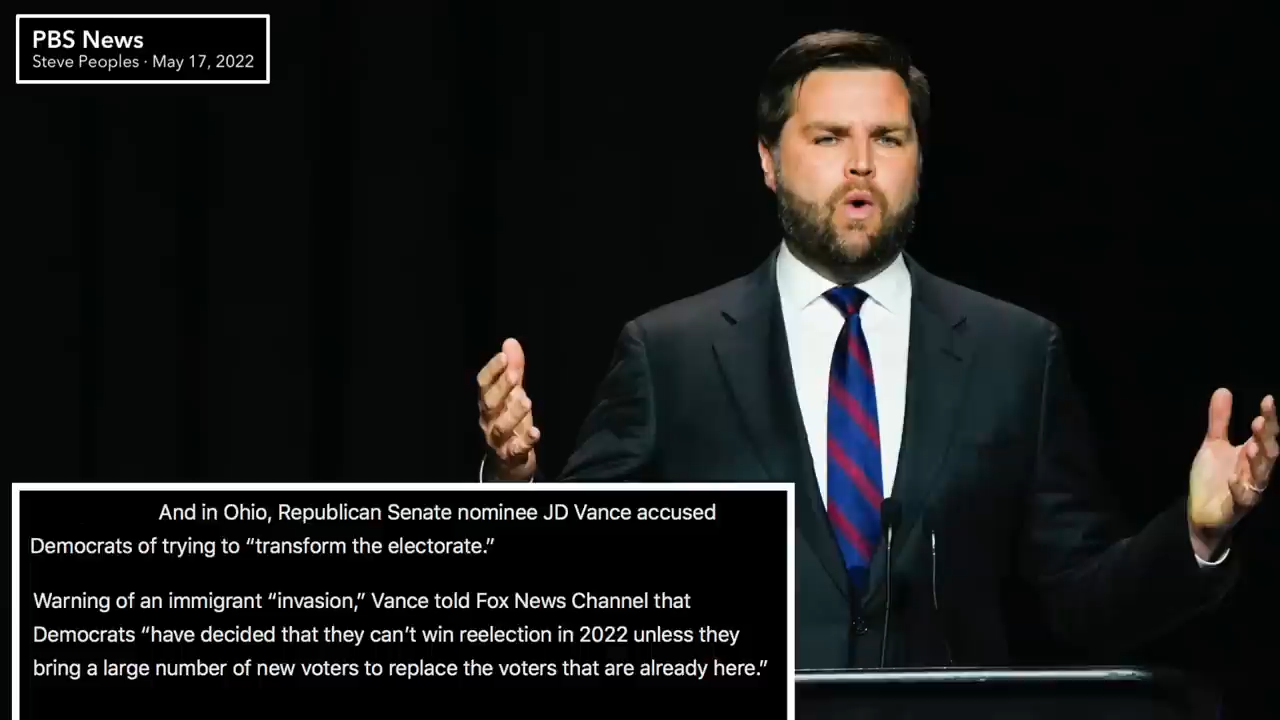 PBS News
Steve Peoples · May 17, 2022
And in Ohio, Republican Senate nominee JD Vance accused
Democrats of trying to “transform the electorate.”
Warning of an immigrant “invasion,” Vance told Fox News Channel that
Democrats “have decided that they can’t win reelection in 2022 unless they
bring a large number of new voters to replace the voters that are already here.”